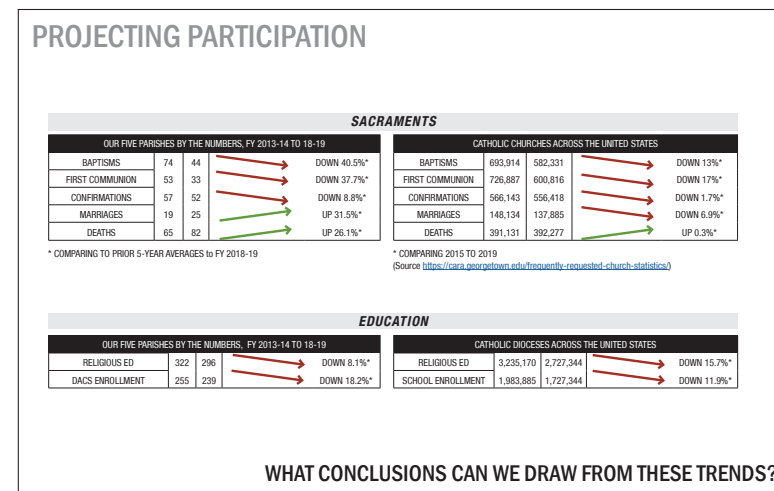 PROJECTING PARTICIPATION
SACRAMENTS
OUR FIVE PARISHES BY THE NUMBERS, FY 2013-14 TO 18-19
BAPTISMS 74 44 DOWN 40.5%*
FIRST COMMUNION 53 33 DOWN 37.7%*
CONFIRMATIONS 57 52 DOWN 8.8%*
MARRIAGES 19 25 UP 31.5%*
DEATHS 65 82 UP 26.1%*
* COMPARING TO PRIOR 5-YEAR AVERAGES to FY 2018-19
CATHOLIC CHURCHES ACROSS THE UNITED STATES
BAPTISMS 693,914 582,331 DOWN 13%*
FIRST COMMUNION 726,887 600,816 DOWN 17%*
CONFIRMATIONS 566,143 556,418 DOWN 1.7%*
MARRIAGES 148,134 137,885 DOWN 6.9%*
DEATHS 391,131 392,277 UP 0.3%*
* COMPARING 2015 TO 2019
(Source https://cara.georgetown.edu/frequently-requested-church-statistics/)
EDUCATION
OUR FIVE PARISHES BY THE NUMBERS, FY 2013-14 TO 18-19
RELIGIOUS ED 322 296 DOWN 8.1%*
DACS ENROLLMENT 255 239 DOWN 18.2%*
CATHOLIC DIOCESES ACROSS THE UNITED STATES
RELIGIOUS ED 3,235,170 2,727,344 DOWN 15.7%*
SCHOOL ENROLLMENT 1,983,885 1,727,344 DOWN 11.9%*
WHAT CONCLUSIONS CAN WE DRAW FROM THESE TRENDS?